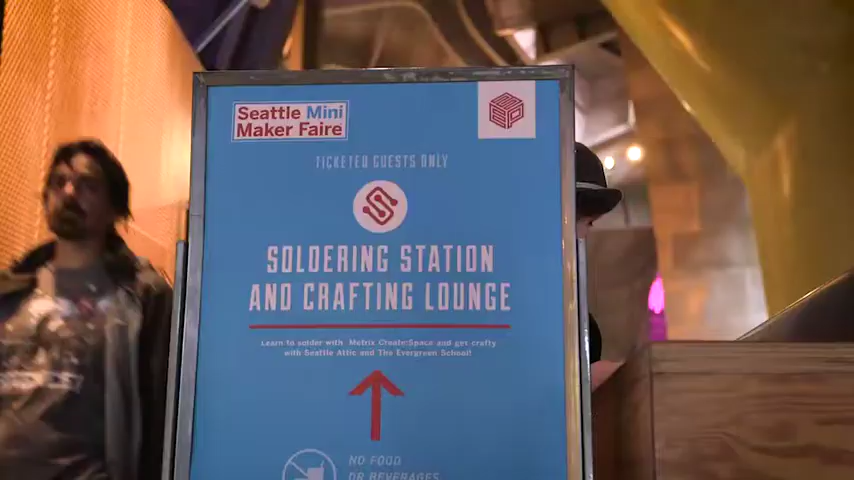 Seattle Mini
Maker Faire
TICKETED GUESTS ONLY
SOLDERING STATION
AND CRAFTING LOUNGE
Learn to solder with Metrix Create:Space and get crafty
with Seattle Attic and The Evergreen School!
NO FOOD
OR BEVERAGES